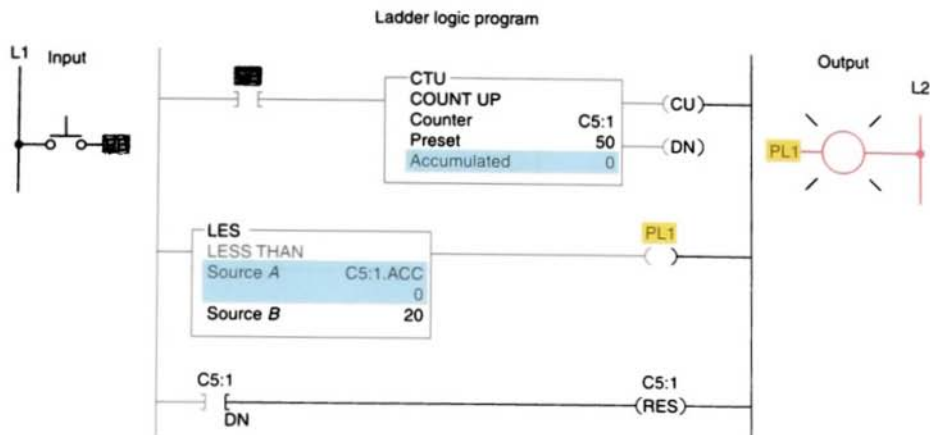 Ladder logic program
L1 Input
Output
L2
CTU
COUNT UP
Counter C5:1
Preset 50
Accumulated 0
(CU)
(DN)
PL1
LES
LESS THAN
Source A C5:1.ACC
0
Source B 20
PL1
C5:1
DN
C5:1
(RES)